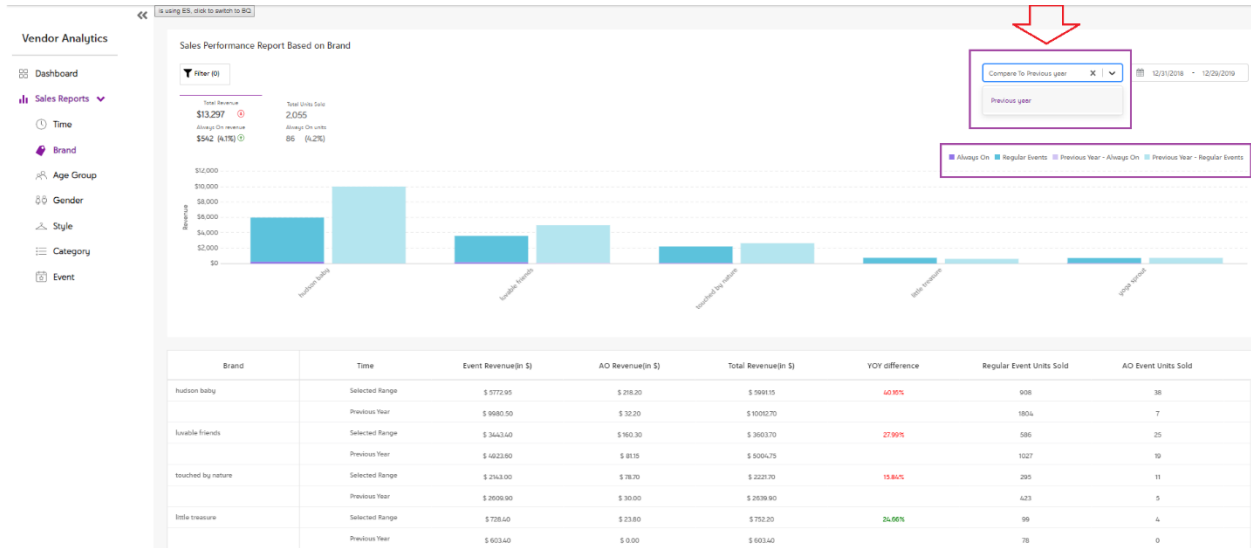 is using ES, click to switch to BQ
Vendor Analytics
Dashboard
Sales Reports
Time
Brand
Age Group
Gender
Style
Category
Event
Sales Performance Report Based on Brand
Filter (0)
Compare To Previous year X
12/31/2018 - 12/29/2019
Previous year
Total Revenue Total Units Sold
$13,297 2,055
Always On revenue Always On units
$542 (4.1%) 86 (4.2%)
Always On Regular Events Previous Year - Always On Previous Year - Regular Events
Revenue
$12,000
$10,000
$8,000
$6,000
$4,000
$2,000
$0
hudson baby luvable friends touched by nature little treasure yoga sprout
Brand Time Event Revenue(in $) AO Revenue(in $) Total Revenue(in $) YOY difference Regular Event Units Sold AO Event Units Sold
hudson baby Selected Range $ 5772.95 $ 218.20 $ 5991.15 40.16% 908 38
Previous Year $ 9980.50 $ 32.20 $ 10012.70 1804 7
luvable friends Selected Range $ 3443.40 $ 160.30 $ 3603.70 27.99% 586 25
Previous Year $ 4923.60 $ 81.15 $ 5004.75 1027 19
touched by nature Selected Range $ 2143.00 $ 78.70 $ 2221.70 15.84% 295 11
Previous Year $ 2609.90 $ 30.00 $ 2639.90 423 5
little treasure Selected Range $ 728.40 $ 23.80 $ 752.20 24.66% 99 4
Previous Year $ 603.40 $ 0.00 $ 603.40 78 0